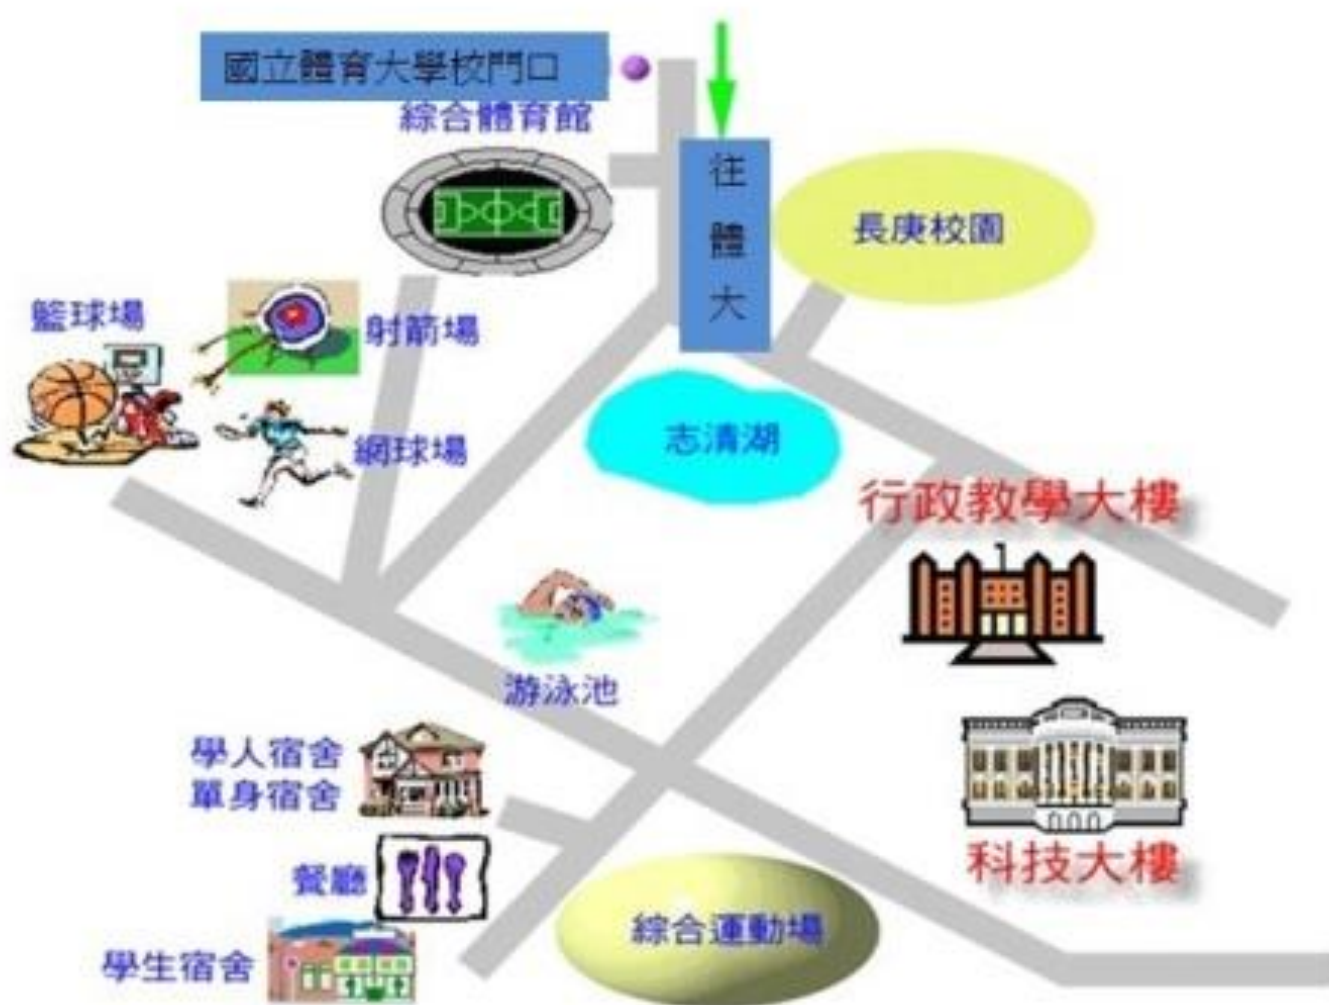 國立體育大學校門口
綜合體育館
往體大
長庚校園
籃球場
射箭場
網球場
志清湖
行政教學大樓
游泳池
學人宿舍
單身宿舍
科技大樓
餐廳
綜合運動場
學生宿舍